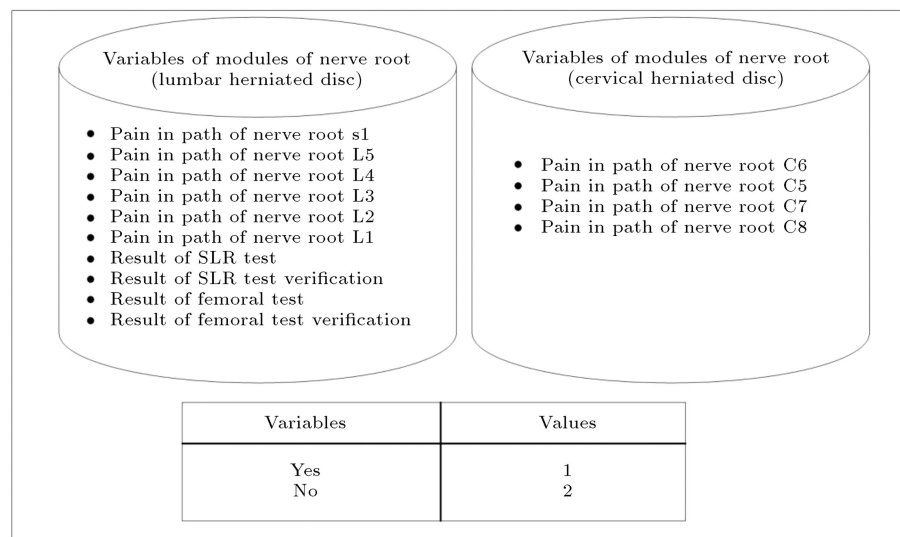 Variables of modules of nerve root
(lumbar herniated disc)
• Pain in path of nerve root s1
• Pain in path of nerve root L5
• Pain in path of nerve root L4
• Pain in path of nerve root L3
• Pain in path of nerve root L2
• Pain in path of nerve root L1
• Result of SLR test
• Result of SLR test verification
• Result of femoral test
• Result of femoral test verification
Variables of modules of nerve root
(cervical herniated disc)
• Pain in path of nerve root C6
• Pain in path of nerve root C5
• Pain in path of nerve root C7
• Pain in path of nerve root C8
Variables Values
Yes 1
No 2